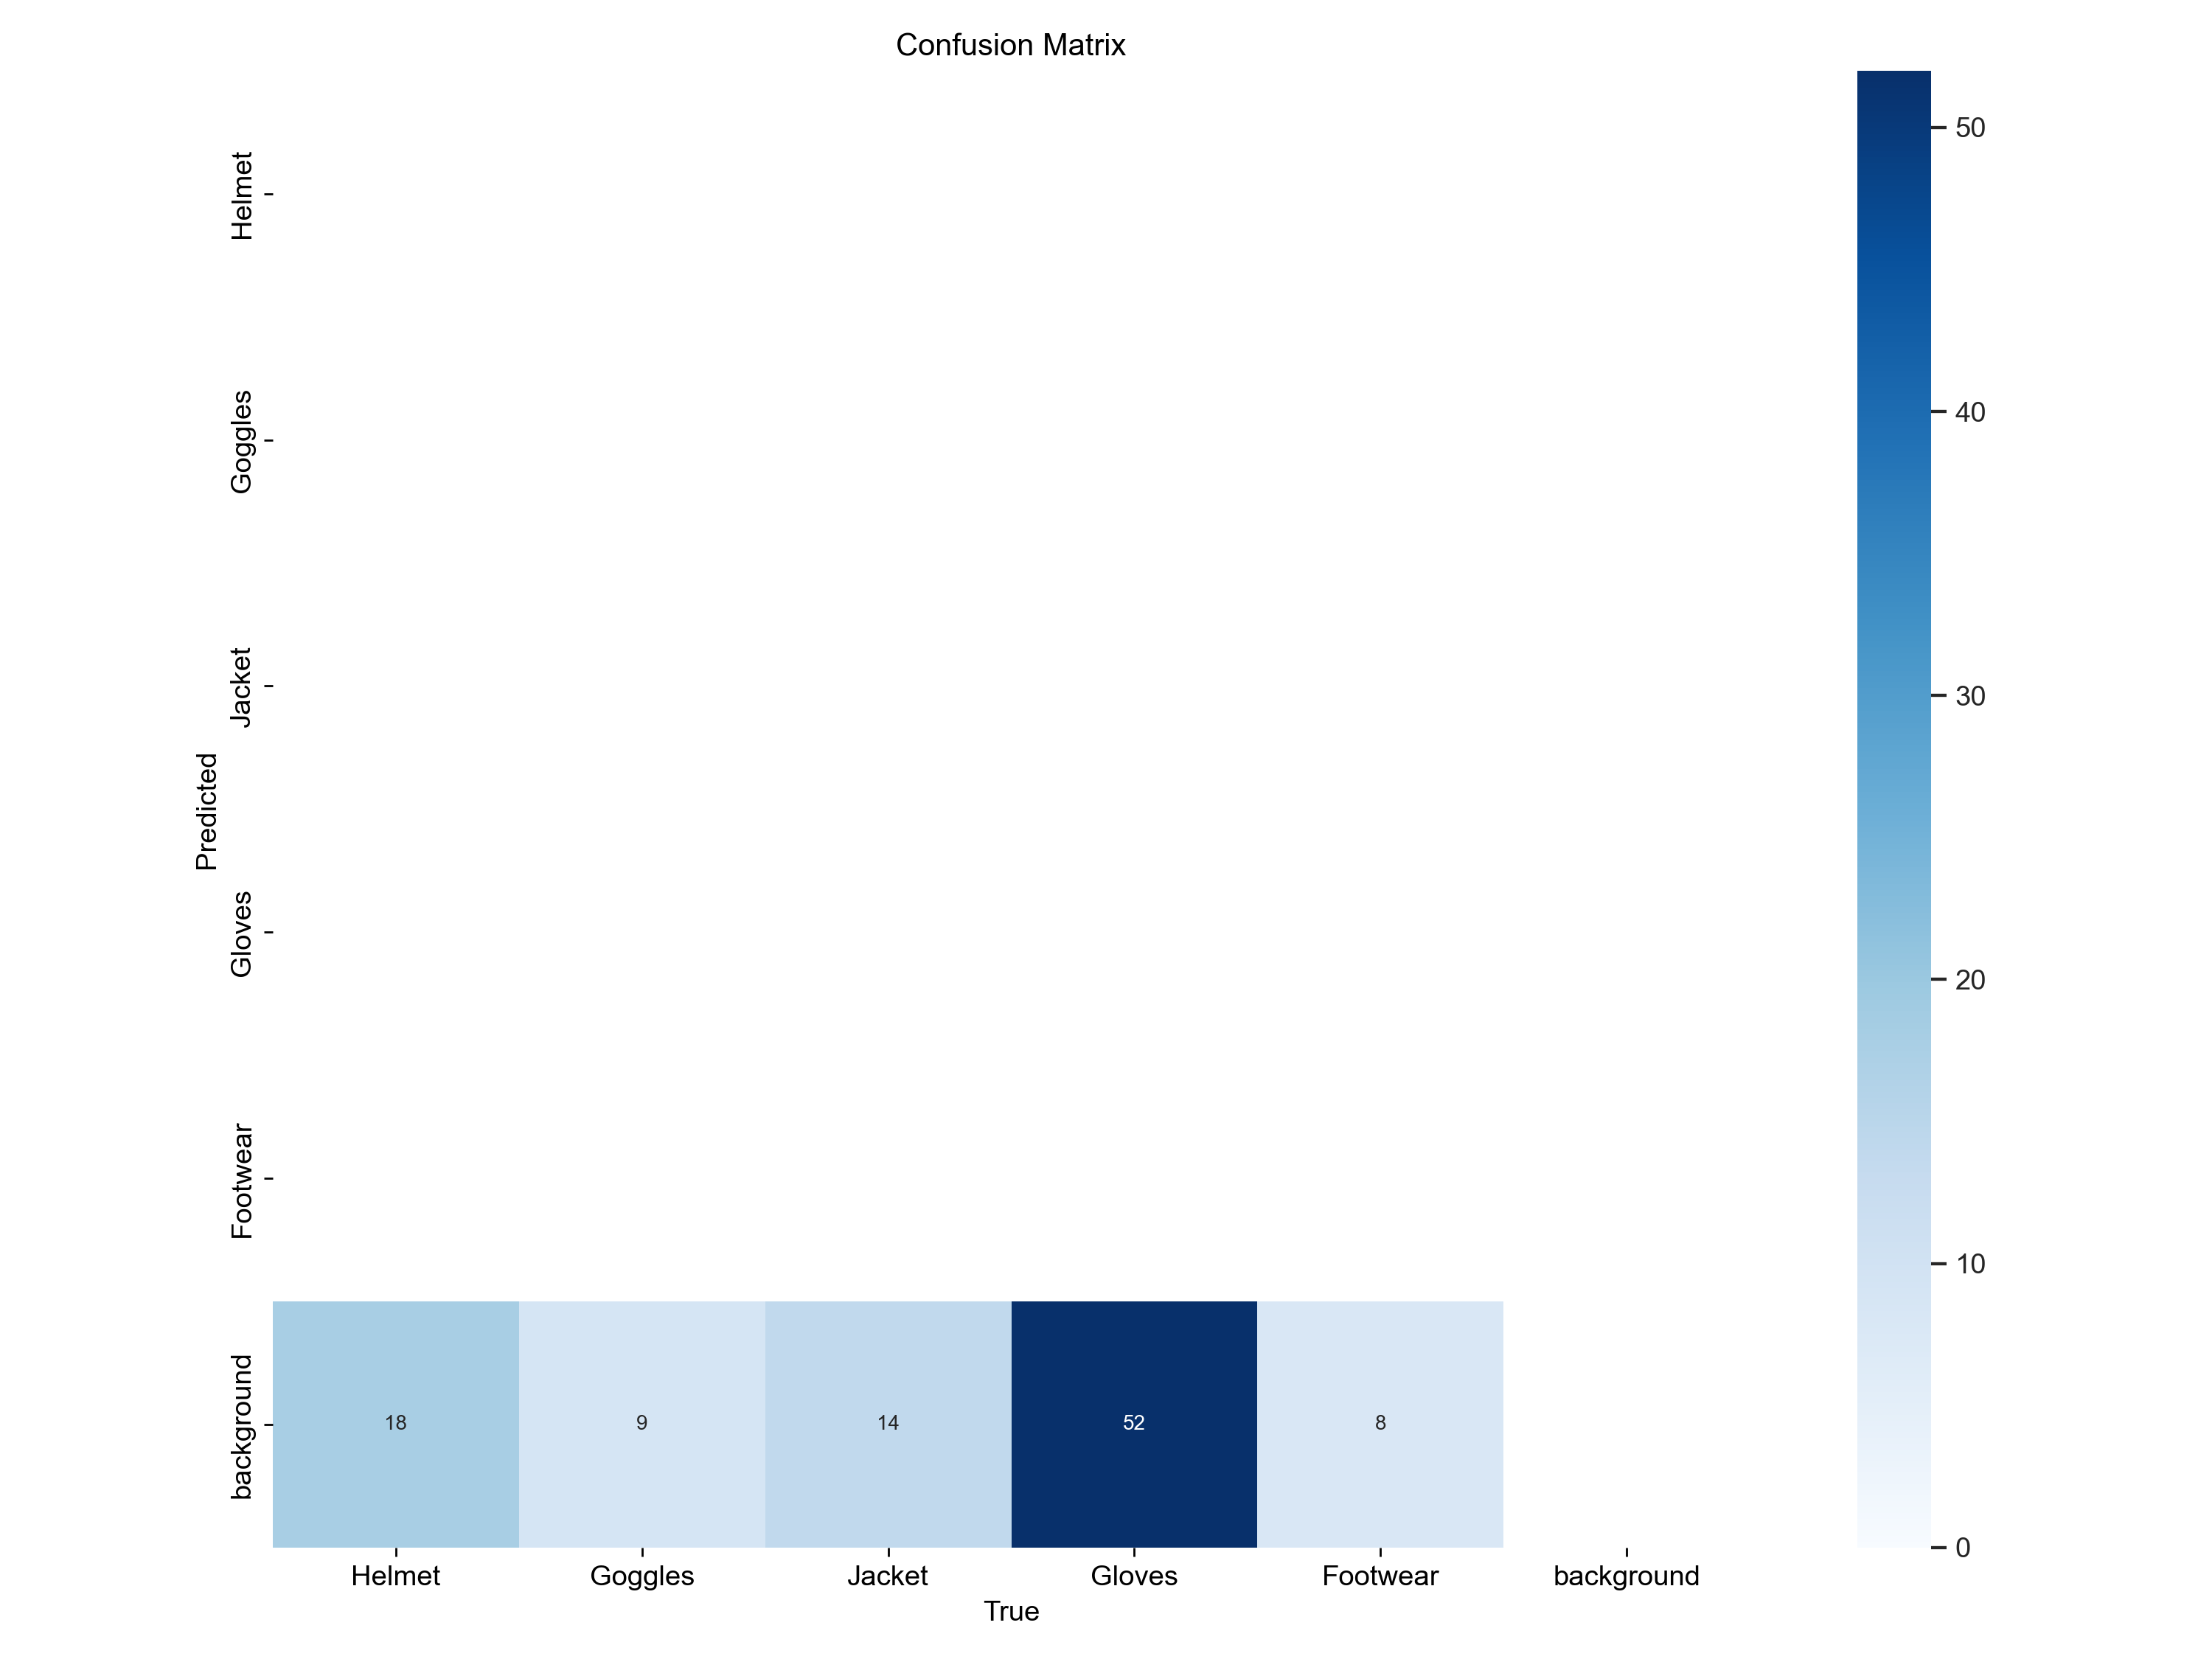 Confusion Matrix
Helmet
Goggles
Jacket
Gloves
Footwear
background
Predicted
18
9
14
52
8
Helmet
Goggles
Jacket
Gloves
Footwear
background
True
50
40
30
20
10
0